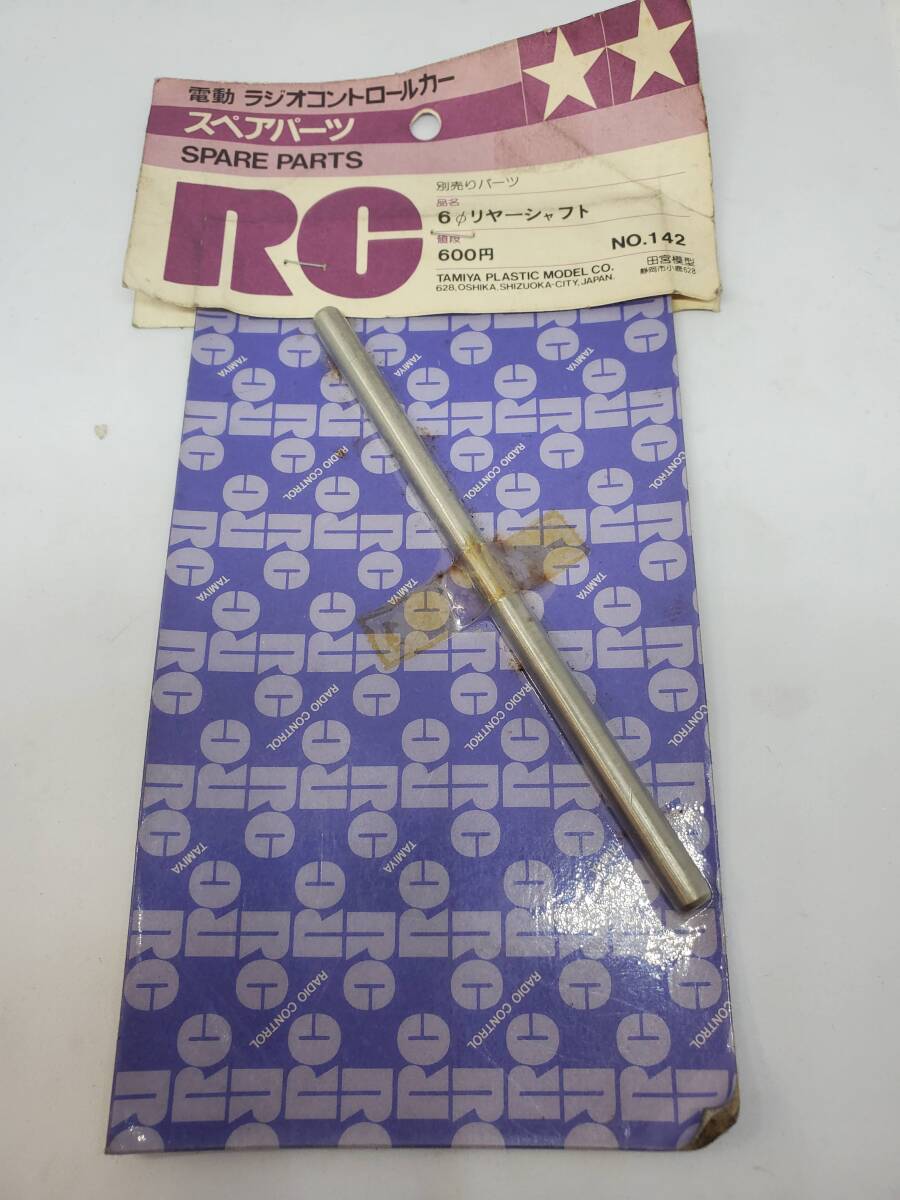 電動 ラジオコントロールカー
スペアパーツ
SPARE PARTS
RC
別売りパーツ
品名
6φリヤーシャフト
値段
600円
NO.142
TAMIYA PLASTIC MODEL CO.
628, OSHIKA, SHIZUOKA-CITY, JAPAN.
田宮模型
静岡市小鹿628
RC
TAMIYA
RADIO CONTROL